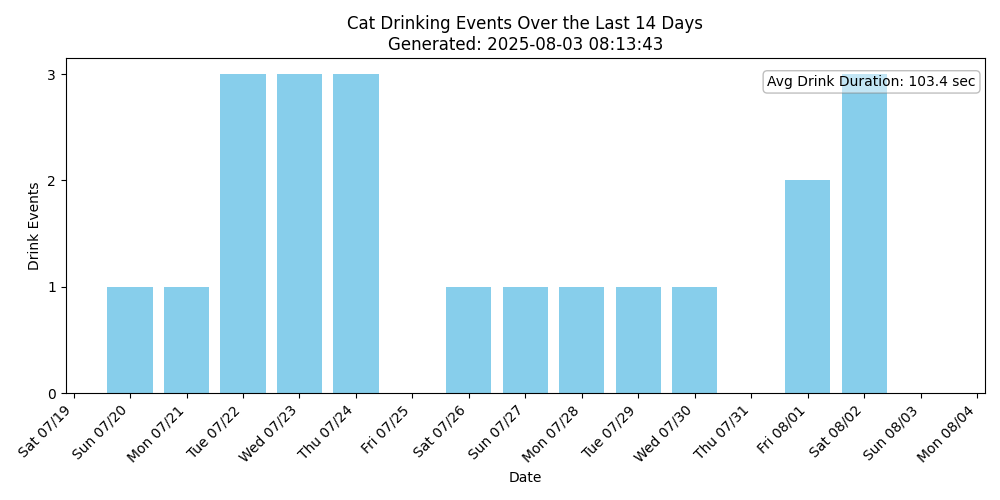 Cat Drinking Events Over the Last 14 Days
Generated: 2025-08-03 08:13:43
Avg Drink Duration: 103.4 sec
3
2
1
0
Drink Events
Sat 07/19
Sun 07/20
Mon 07/21
Tue 07/22
Wed 07/23
Thu 07/24
Fri 07/25
Sat 07/26
Sun 07/27
Mon 07/28
Tue 07/29
Wed 07/30
Thu 07/31
Fri 08/01
Sat 08/02
Sun 08/03
Mon 08/04
Date